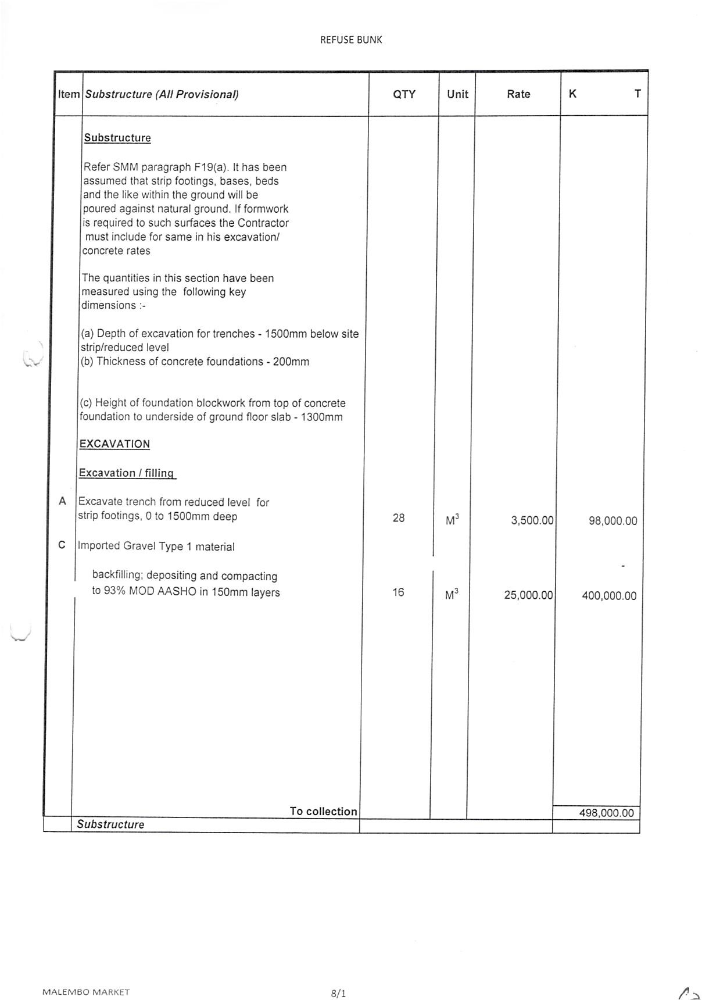 REFUSE BUNK
Item Substructure (All Provisional) QTY Unit Rate K T
Substructure
Refer SMM paragraph F19(a). It has been
assumed that strip footings, bases, beds
and the like within the ground will be
poured against natural ground. If formwork
is required to such surfaces the Contractor
must include for same in his excavation/
concrete rates
The quantities in this section have been
measured using the following key
dimensions :-
(a) Depth of excavation for trenches - 1500mm below site
strip/reduced level
(b) Thickness of concrete foundations - 200mm
(c) Height of foundation blockwork from top of concrete
foundation to underside of ground floor slab - 1300mm
EXCAVATION
Excavation / filling
A Excavate trench from reduced level for
strip footings, 0 to 1500mm deep 28 M³ 3,500.00 98,000.00
C Imported Gravel Type 1 material
-
backfilling; depositing and compacting
to 93% MOD AASHO in 150mm layers 16 M³ 25,000.00 400,000.00
To collection 498,000.00
Substructure
MALEMBO MARKET 8/1